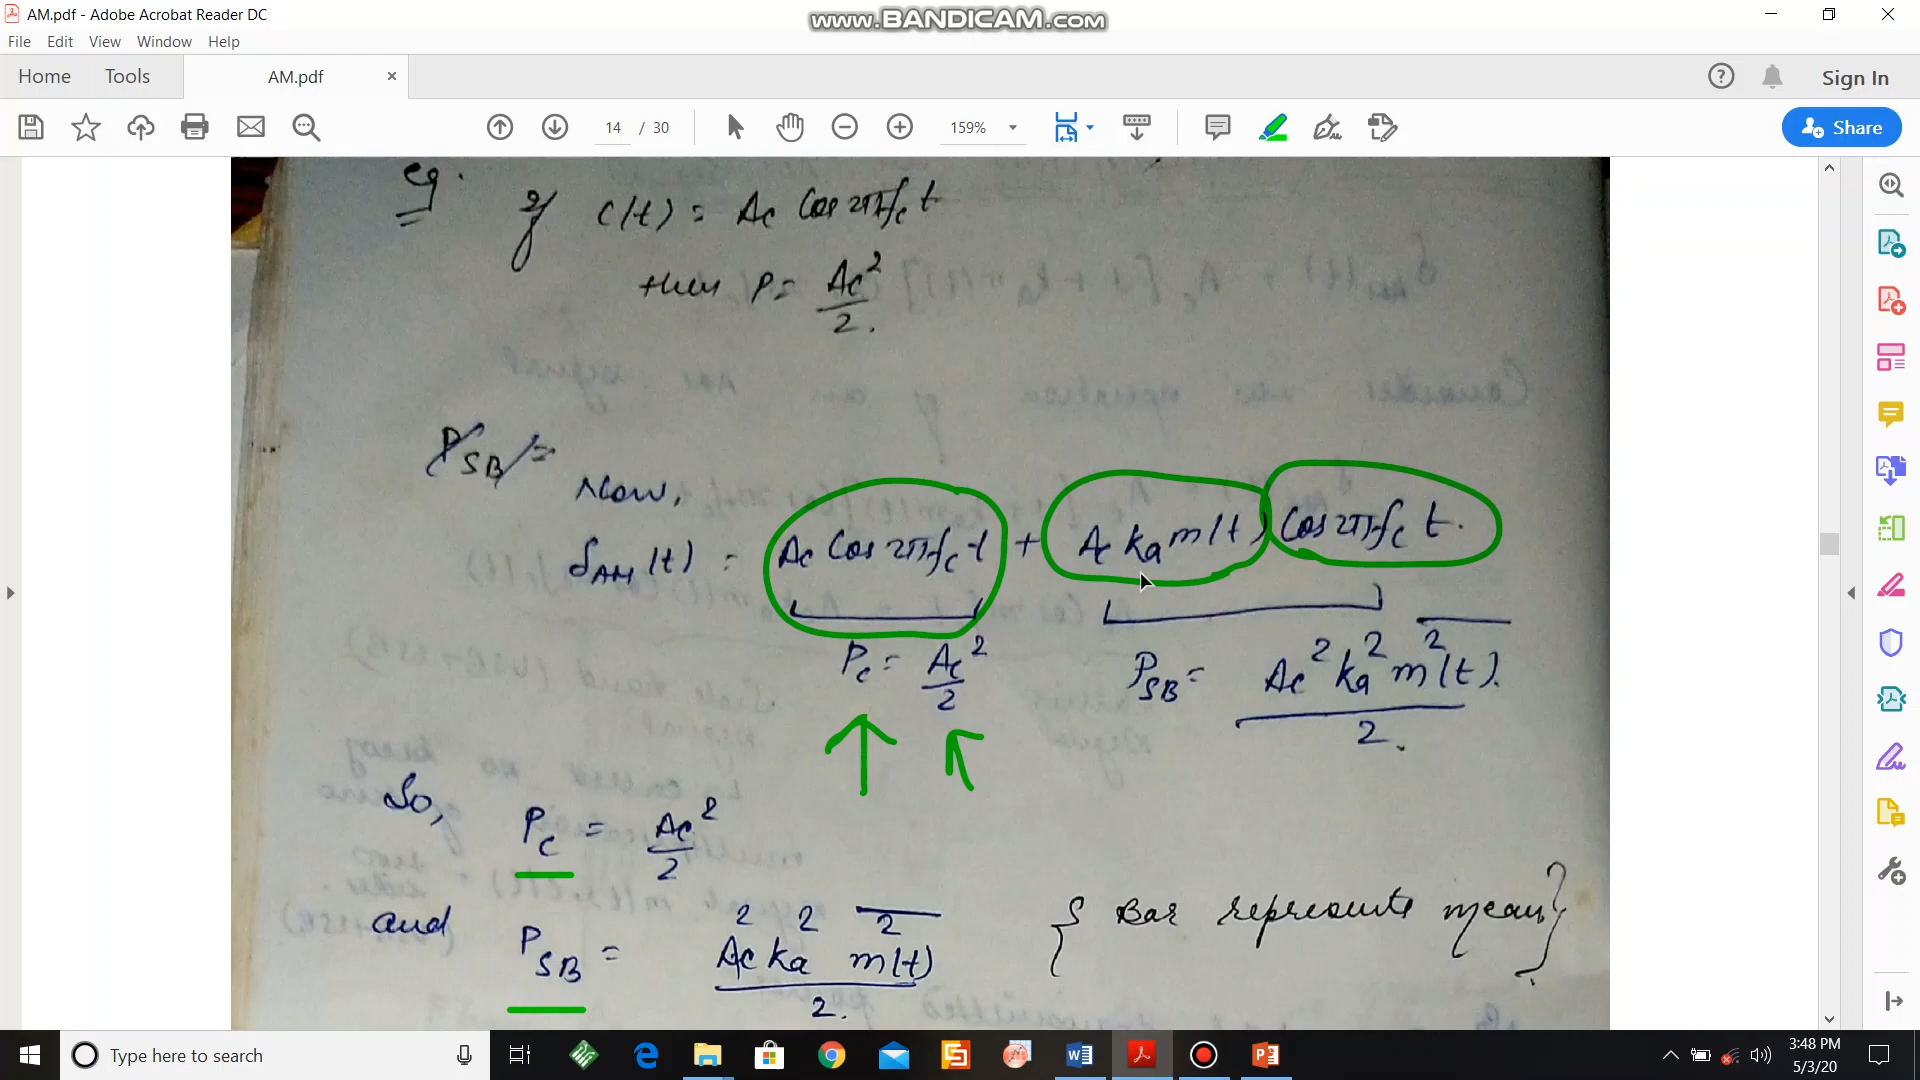 AM.pdf - Adobe Acrobat Reader DC
www.BANDICAM.com
File Edit View Window Help
Home Tools AM.pdf × Sign In
14 / 30 159% Share
eg. If c(t) = Ac Cos 2πfc t
then P = Ac²/2.
PSB =
Now,
SAM(t) = Ac Cos 2πfc t + Ac ka m(t) Cos 2πfc t.
Pc = Ac²/2 PSB = Ac² ka² m²(t)/2.
So, Pc = Ac²/2
and PSB = Ac² ka² m²(t)/2. { Bar represents mean }
Type here to search
3:48 PM
5/3/20